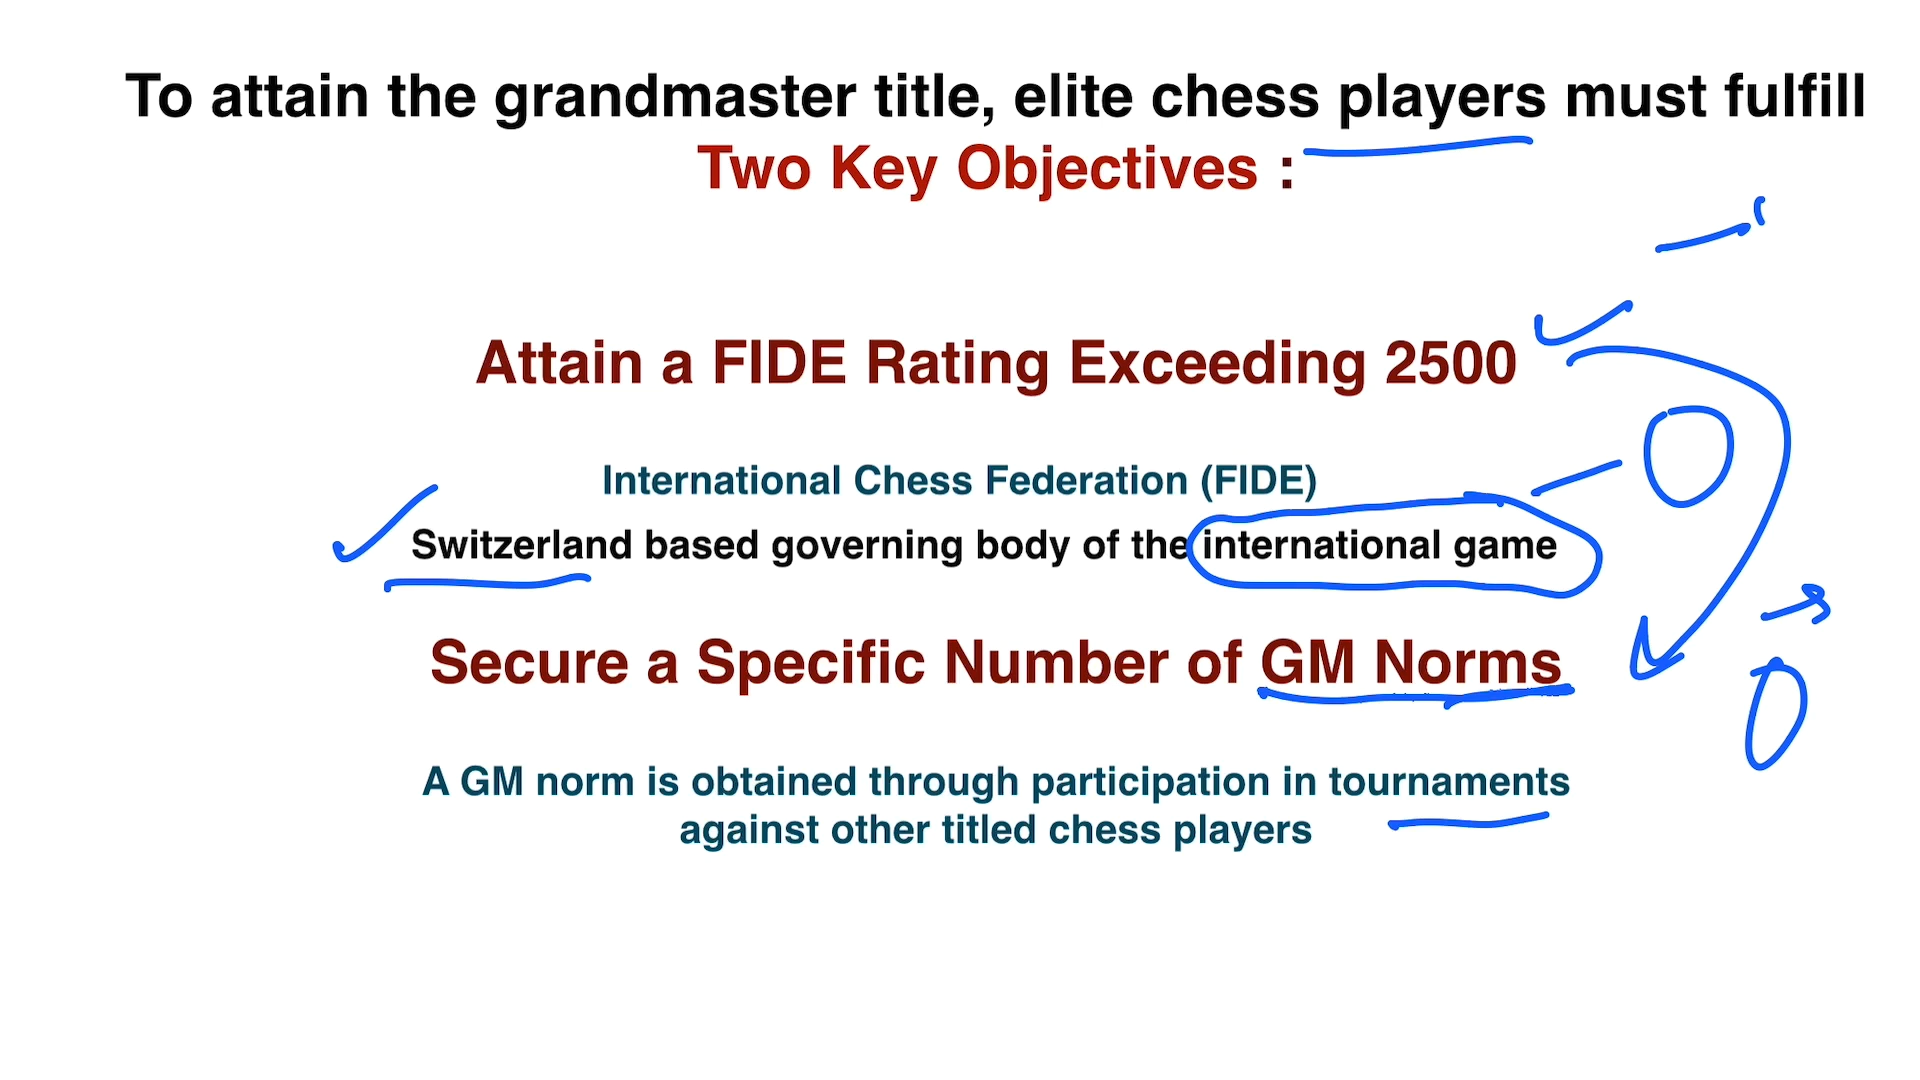 To attain the grandmaster title, elite chess players must fulfill
Two Key Objectives :
Attain a FIDE Rating Exceeding 2500
International Chess Federation (FIDE)
Switzerland based governing body of the international game
Secure a Specific Number of GM Norms
A GM norm is obtained through participation in tournaments
against other titled chess players